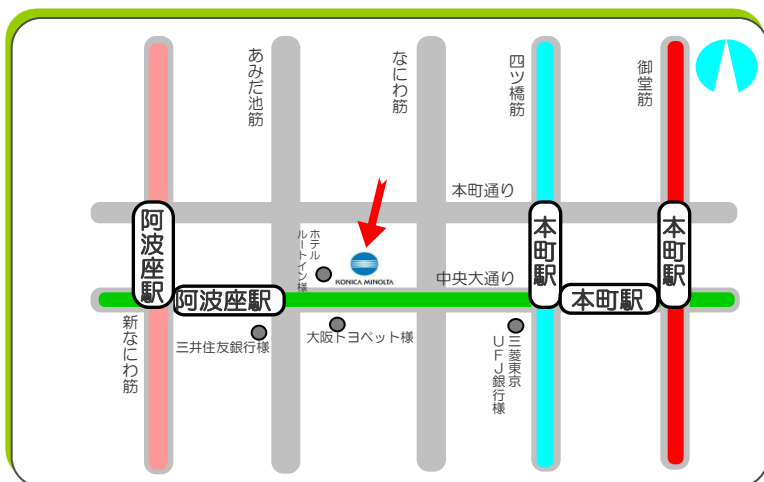 あみだ池筋
なにわ筋
四ツ橋筋
御堂筋
本町通り
阿波座駅
ホテル
ルートイン様
KONICA MINOLTA
中央大通り
本町駅
本町駅
阿波座駅
本町駅
新なにわ筋
三井住友銀行様
大阪トヨペット様
三菱東京
ＵＦＪ銀行様